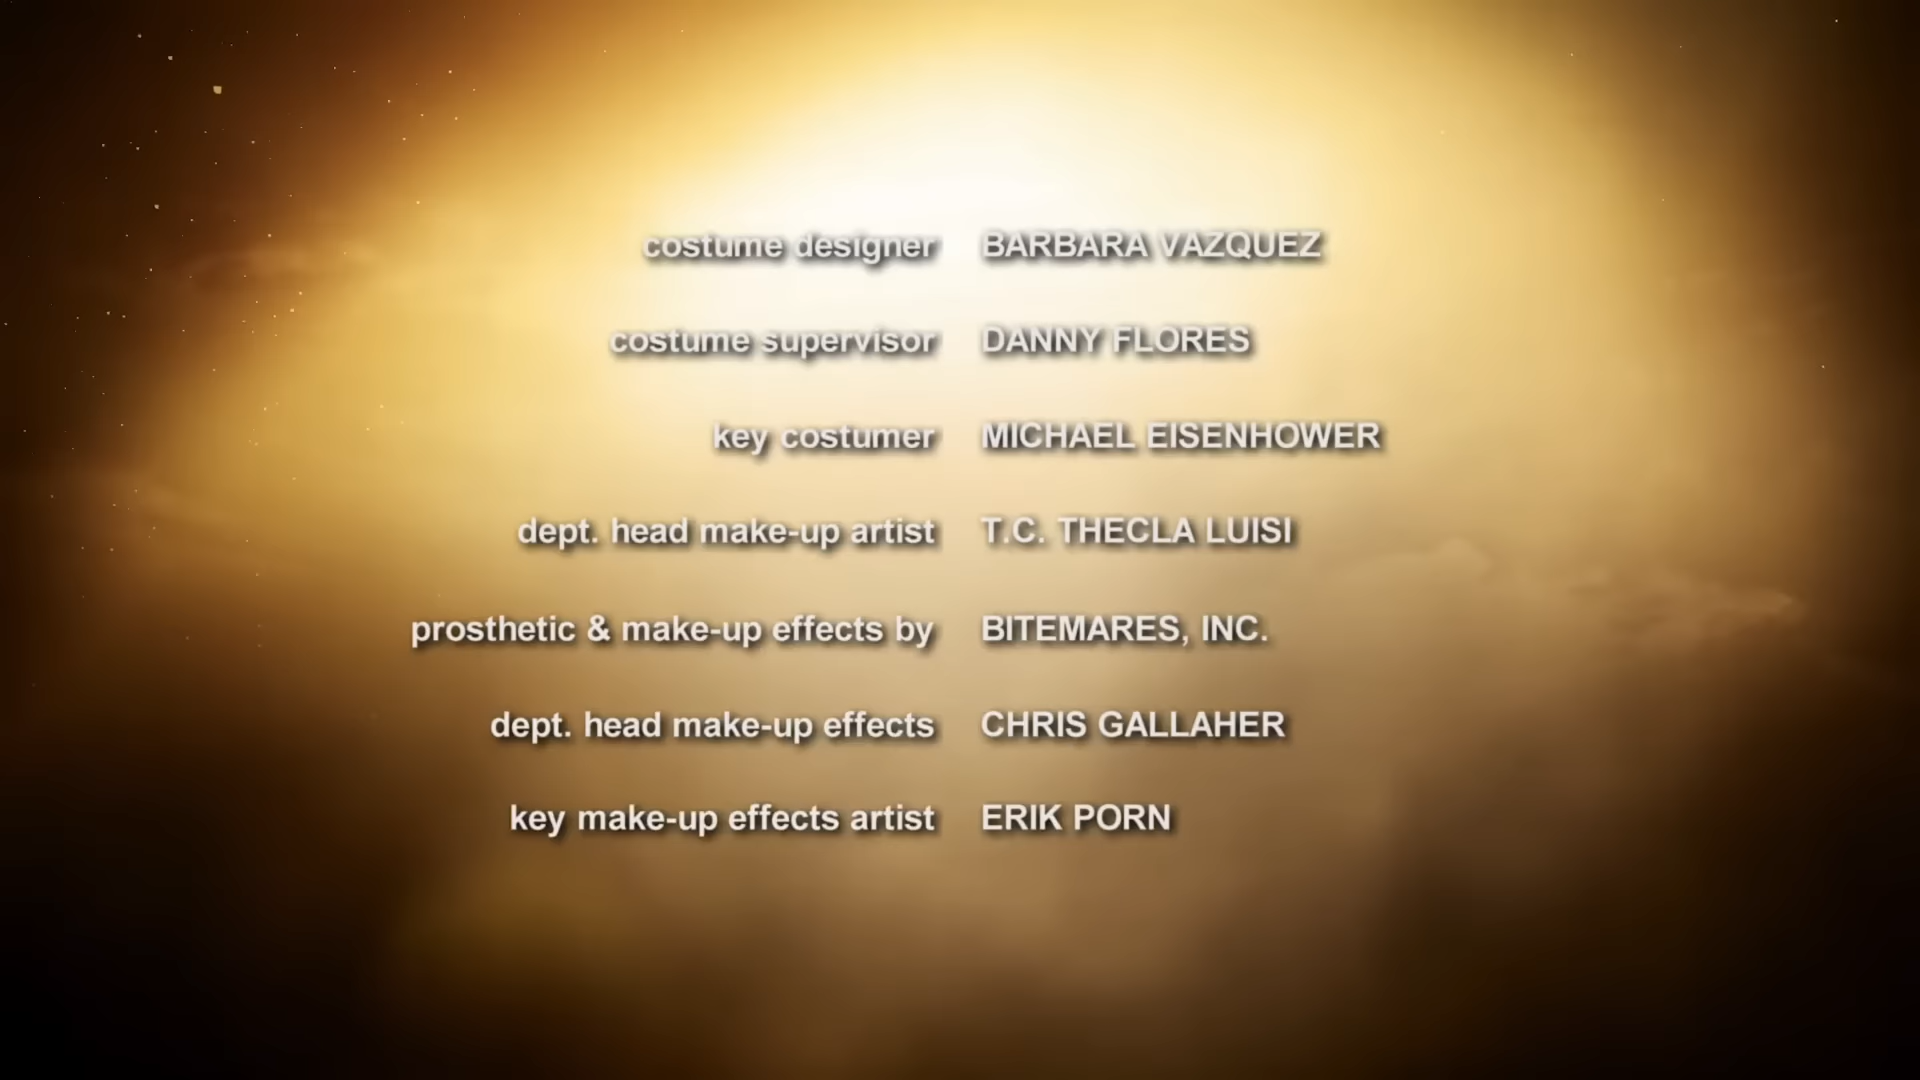 costume designer BARBARA VAZQUEZ
costume supervisor DANNY FLORES
key costumer MICHAEL EISENHOWER
dept. head make-up artist T.C. THECLA LUISI
prosthetic & make-up effects by BITEMARES, INC.
dept. head make-up effects CHRIS GALLAHER
key make-up effects artist ERIK PORN